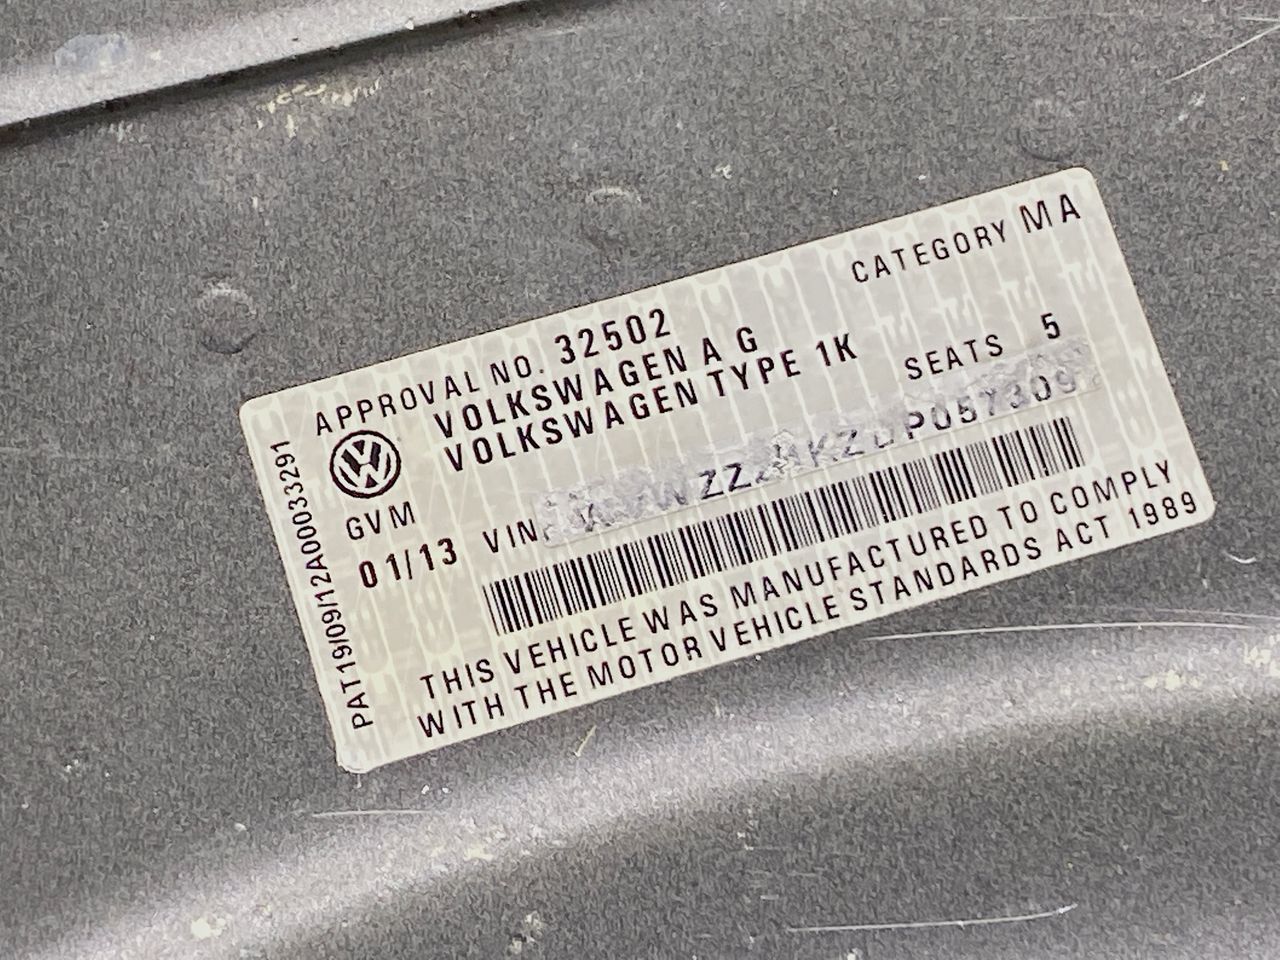 APPROVAL NO. 32502
CATEGORY MA
VOLKSWAGEN A G
VOLKSWAGEN TYPE 1K
SEATS 5
GVM
01/13
VIN
THIS VEHICLE WAS MANUFACTURED TO COMPLY
WITH THE MOTOR VEHICLE STANDARDS ACT 1989
PAT19/09/12A00033291